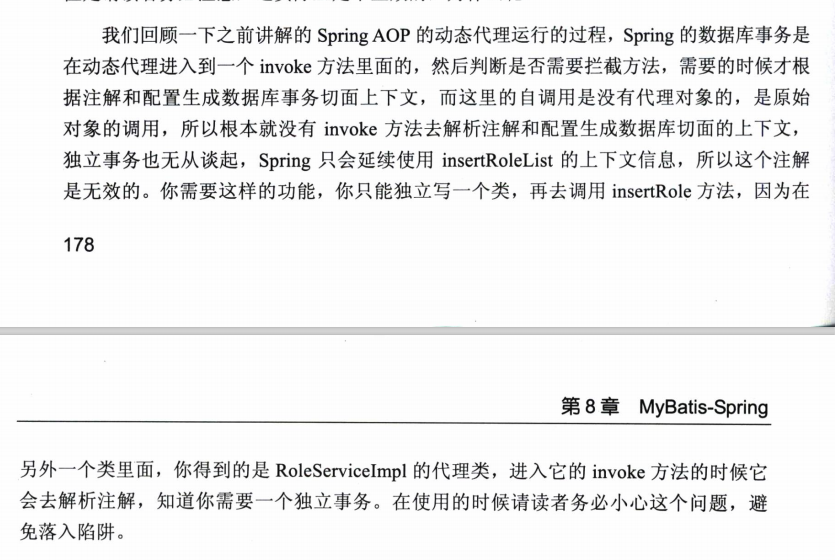 我们回顾一下之前讲解的 Spring AOP 的动态代理运行的过程，Spring 的数据库事务是
在动态代理进入到一个 invoke 方法里面的，然后判断是否需要拦截方法，需要的时候才根
据注解和配置生成数据库事务切面上下文，而这里的自调用是没有代理对象的，是原始
对象的调用，所以根本就没有 invoke 方法去解析注解和配置生成数据库切面的上下文，
独立事务也无从谈起，Spring 只会延续使用 insertRoleList 的上下文信息，所以这个注解
是无效的。你需要这样的功能，你只能独立写一个类，再去调用 insertRole 方法，因为在
178
第 8 章 MyBatis-Spring
另外一个类里面，你得到的是 RoleServiceImpl 的代理类，进入它的 invoke 方法的时候它
会去解析注解，知道你需要一个独立事务。在使用的时候请读者务必小心这个问题，避
免落入陷阱。